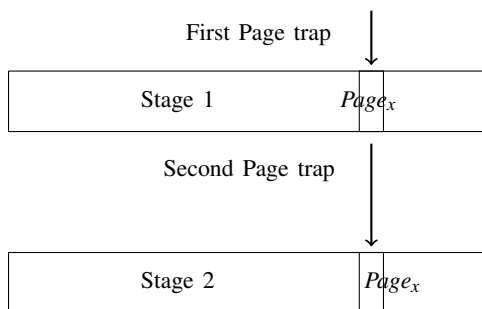 First Page trap
Stage 1 Page_x
Second Page trap
Stage 2 Page_x